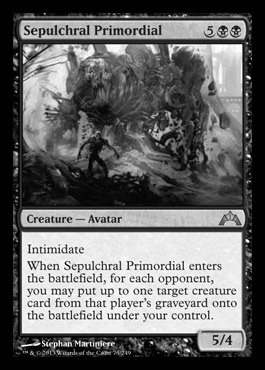 Sepulchral Primordial 5
Creature — Avatar
Intimidate
When Sepulchral Primordial enters
the battlefield, for each opponent,
you may put up to one target creature
card from that player's graveyard onto
the battlefield under your control.
5/4
Stephan Martiniere
™ & © 2013 Wizards of the Coast 76/249